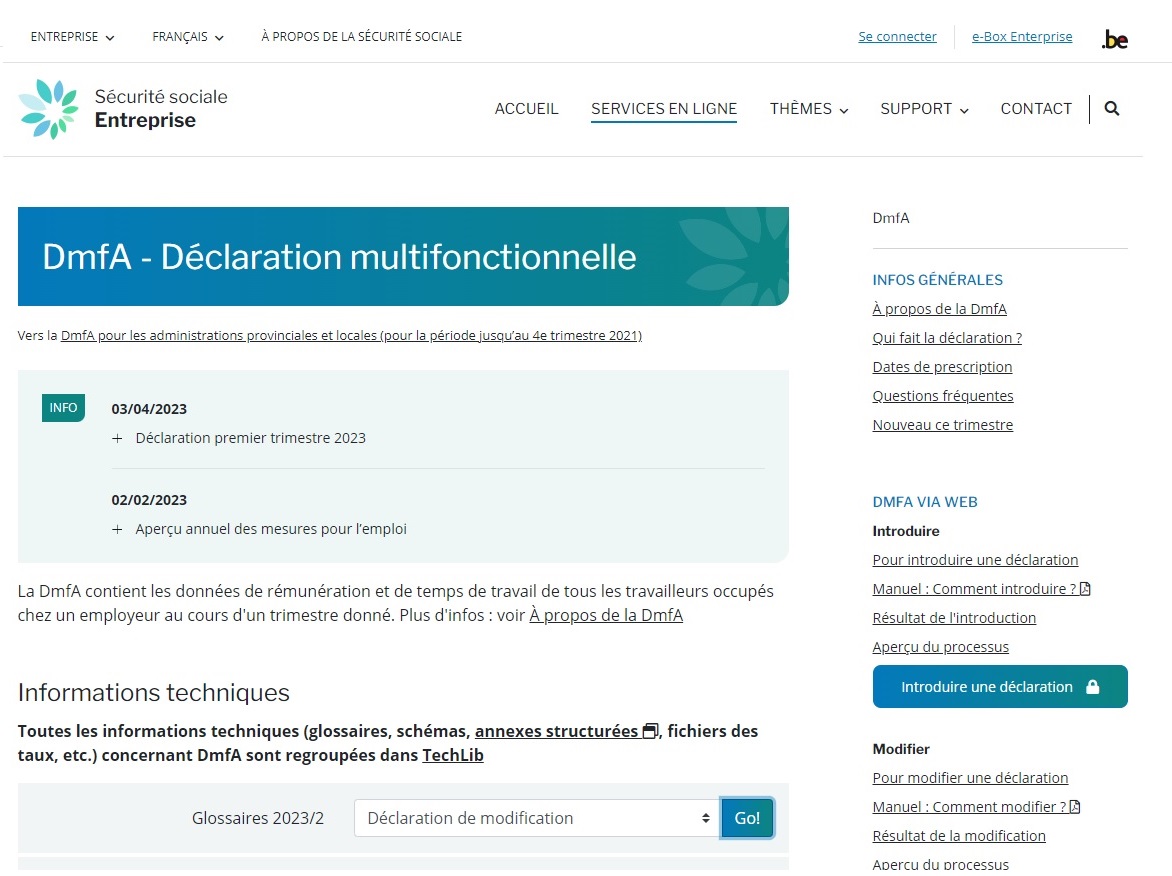 ENTREPRISE
FRANÇAIS
À PROPOS DE LA SÉCURITÉ SOCIALE
Se connecter
e-Box Enterprise
.be
Sécurité sociale
Entreprise
ACCUEIL
SERVICES EN LIGNE
THÈMES
SUPPORT
CONTACT
DmfA - Déclaration multifonctionnelle
Vers la DmfA pour les administrations provinciales et locales (pour la période jusqu’au 4e trimestre 2021)
INFO
03/04/2023
+ Déclaration premier trimestre 2023
02/02/2023
+ Aperçu annuel des mesures pour l’emploi
La DmfA contient les données de rémunération et de temps de travail de tous les travailleurs occupés
chez un employeur au cours d'un trimestre donné. Plus d'infos : voir À propos de la DmfA
Informations techniques
Toutes les informations techniques (glossaires, schémas, annexes structurées, fichiers des
taux, etc.) concernant DmfA sont regroupées dans TechLib
Glossaires 2023/2
Déclaration de modification
Go!
DmfA
INFOS GÉNÉRALES
À propos de la DmfA
Qui fait la déclaration ?
Dates de prescription
Questions fréquentes
Nouveau ce trimestre
DMFA VIA WEB
Introduire
Pour introduire une déclaration
Manuel : Comment introduire ?
Résultat de l'introduction
Aperçu du processus
Introduire une déclaration
Modifier
Pour modifier une déclaration
Manuel : Comment modifier ?
Résultat de la modification
Aperçu du processus